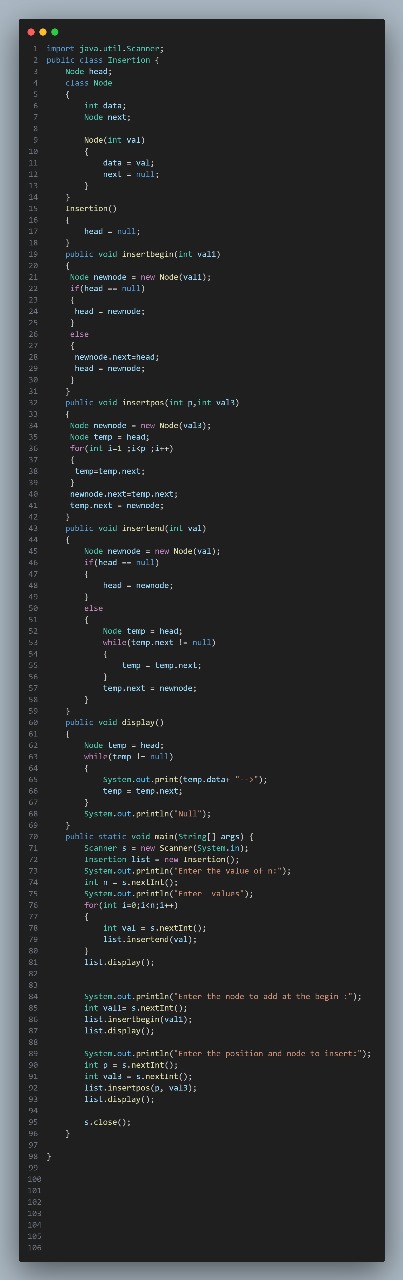 1 import java.util.Scanner;
2 public class Insertion {
3 Node head;
4 class Node
5 {
6 int data;
7 Node next;
8
9 Node(int val)
10 {
11 data = val;
12 next = null;
13 }
14 }
15 Insertion()
16 {
17 head = null;
18 }
19 public void insertbegin(int val1)
20 {
21 Node newnode = new Node(val1);
22 if(head == null)
23 {
24 head = newnode;
25 }
26 else
27 {
28 newnode.next=head;
29 head = newnode;
30 }
31 }
32 public void insertpos(int p,int val3)
33 {
34 Node newnode = new Node(val3);
35 Node temp = head;
36 for(int i=1 ;i<p ;i++)
37 {
38 temp=temp.next;
39 }
40 newnode.next=temp.next;
41 temp.next = newnode;
42 }
43 public void insertend(int val)
44 {
45 Node newnode = new Node(val);
46 if(head == null)
47 {
48 head = newnode;
49 }
50 else
51 {
52 Node temp = head;
53 while(temp.next != null)
54 {
55 temp = temp.next;
56 }
57 temp.next = newnode;
58 }
59 }
60 public void display()
61 {
62 Node temp = head;
63 while(temp != null)
64 {
65 System.out.print(temp.data+ "-->");
66 temp = temp.next;
67 }
68 System.out.println("Null");
69 }
70 public static void main(String[] args) {
71 Scanner s = new Scanner(System.in);
72 Insertion list = new Insertion();
73 System.out.println("Enter the value of n:");
74 int n = s.nextInt();
75 System.out.println("Enter values");
76 for(int i=0;i<n;i++)
77 {
78 int val = s.nextInt();
79 list.insertend(val);
80 }
81 list.display();
82
83
84 System.out.println("Enter the node to add at the begin :");
85 int val1= s.nextInt();
86 list.insertbegin(val1);
87 list.display();
88
89 System.out.println("Enter the position and node to insert:");
90 int p = s.nextInt();
91 int val3 = s.nextInt();
92 list.insertpos(p, val3);
93 list.display();
94
95 s.close();
96 }
97
98 }
99
100
101
102
103
104
105
106